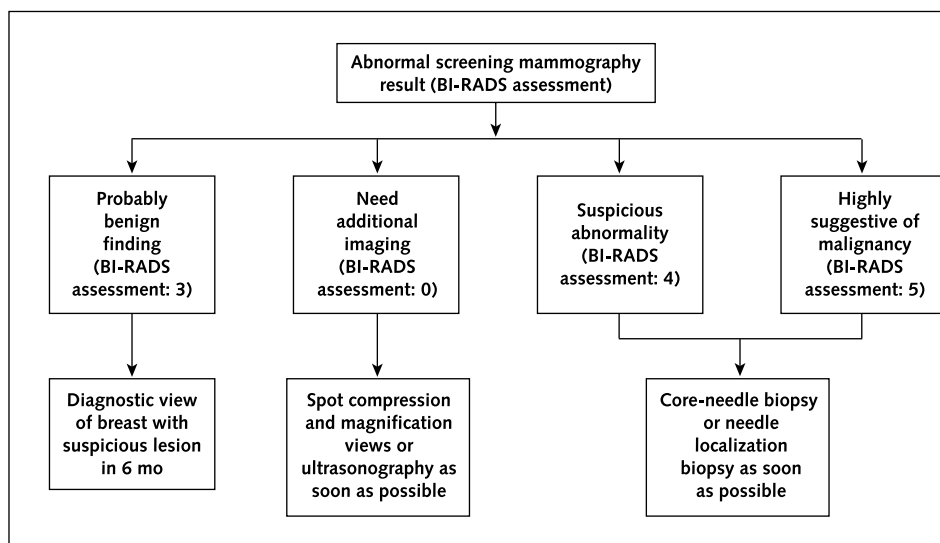 Abnormal screening mammography
result (BI-RADS assessment)
Probably
benign
finding
(BI-RADS
assessment: 3)
Need
additional
imaging
(BI-RADS
assessment: 0)
Suspicious
abnormality
(BI-RADS
assessment: 4)
Highly
suggestive of
malignancy
(BI-RADS
assessment: 5)
Diagnostic view
of breast with
suspicious lesion
in 6 mo
Spot compression
and magnification
views or
ultrasonography as
soon as possible
Core-needle biopsy
or needle
localization
biopsy as soon
as possible